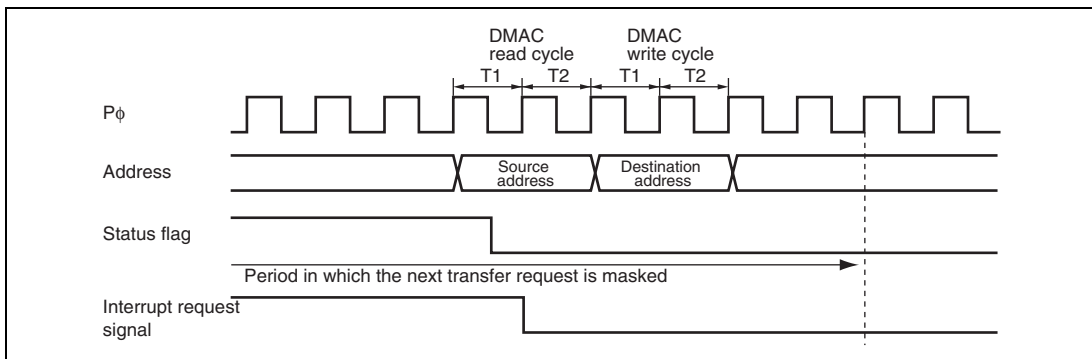 DMAC
read cycle
DMAC
write cycle
T1
T2
T1
T2
Pφ
Address
Source
address
Destination
address
Status flag
Period in which the next transfer request is masked
Interrupt request
signal